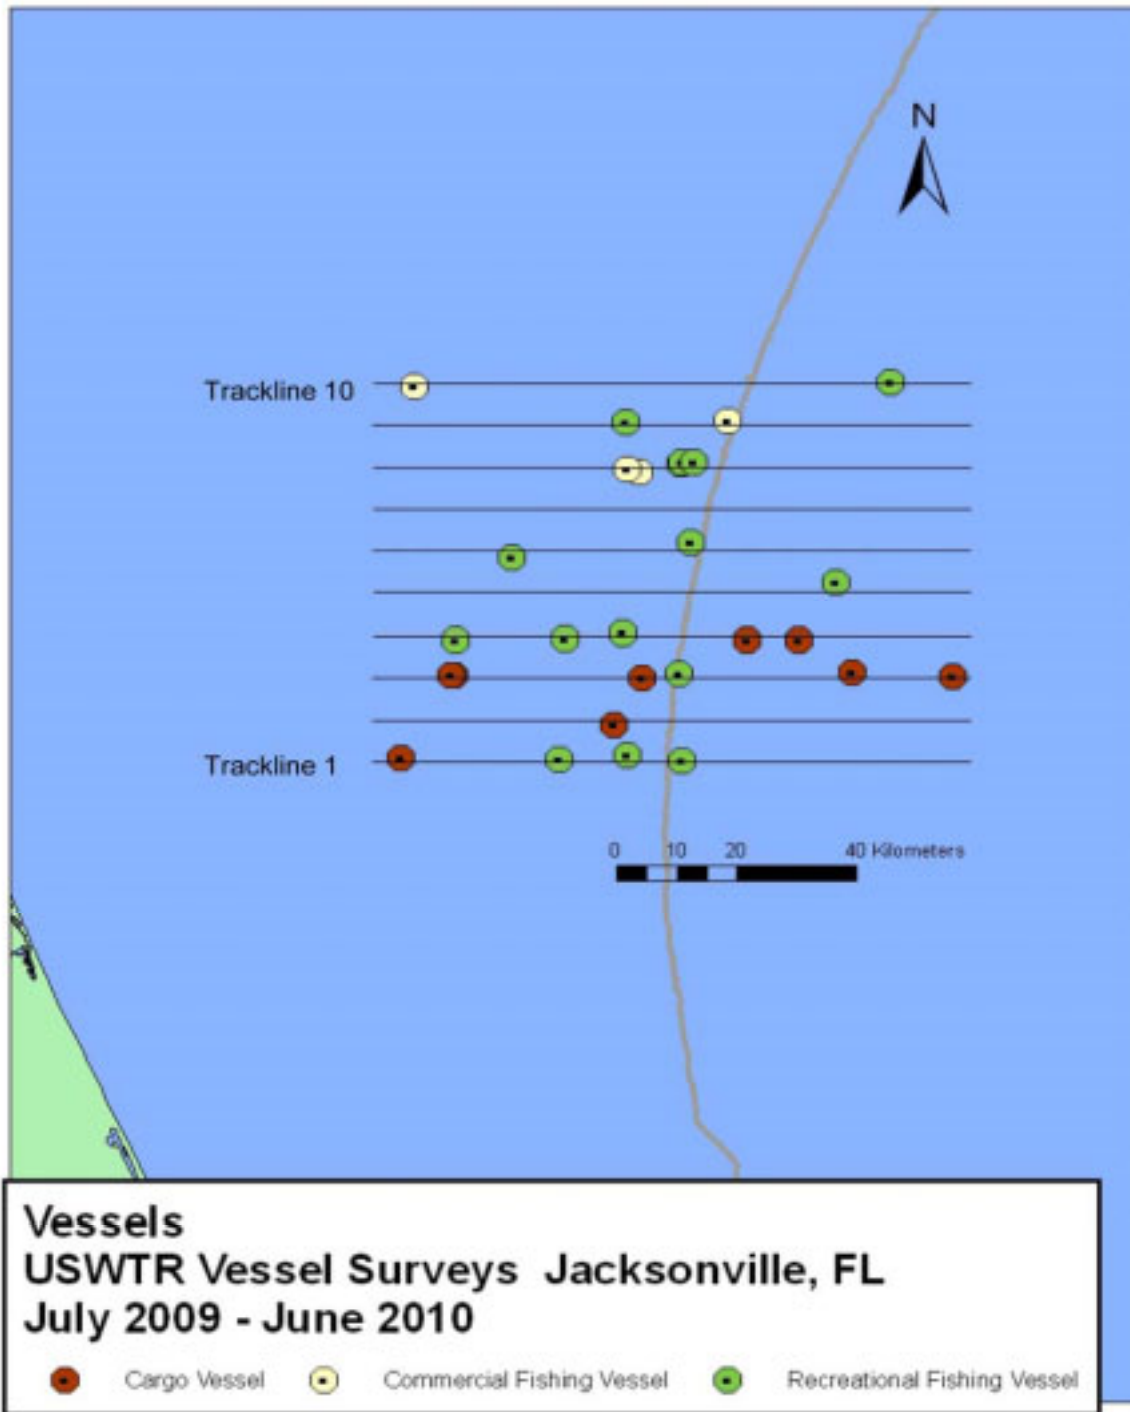 N
Trackline 10
Trackline 1
0 10 20 40 Kilometers
Vessels
USWTR Vessel Surveys Jacksonville, FL
July 2009 - June 2010
Cargo Vessel Commercial Fishing Vessel Recreational Fishing Vessel